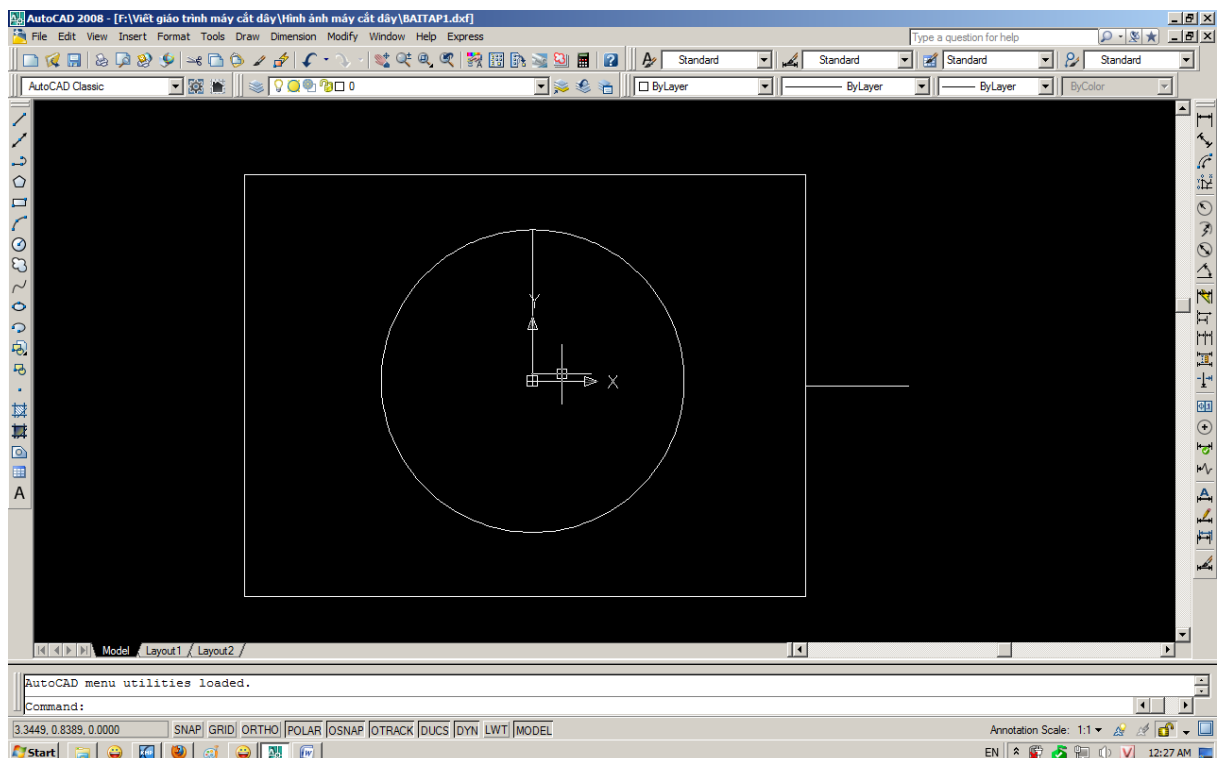 AutoCAD 2008 - [F:\Viết giáo trình máy cắt dây\Hình ảnh máy cắt dây\BAITAP1.dxf]
File Edit View Insert Format Tools Draw Dimension Modify Window Help Express Type a question for help
Standard Standard Standard Standard
AutoCAD Classic 0 ByLayer ByLayer ByLayer ByColor
Y
X
A
Model Layout1 Layout2
AutoCAD menu utilities loaded.
Command:
3.3449, 0.8389, 0.0000 SNAP GRID ORTHO POLAR OSNAP OTRACK DUCS DYN LWT MODEL Annotation Scale: 1:1
Start EN V 12:27 AM